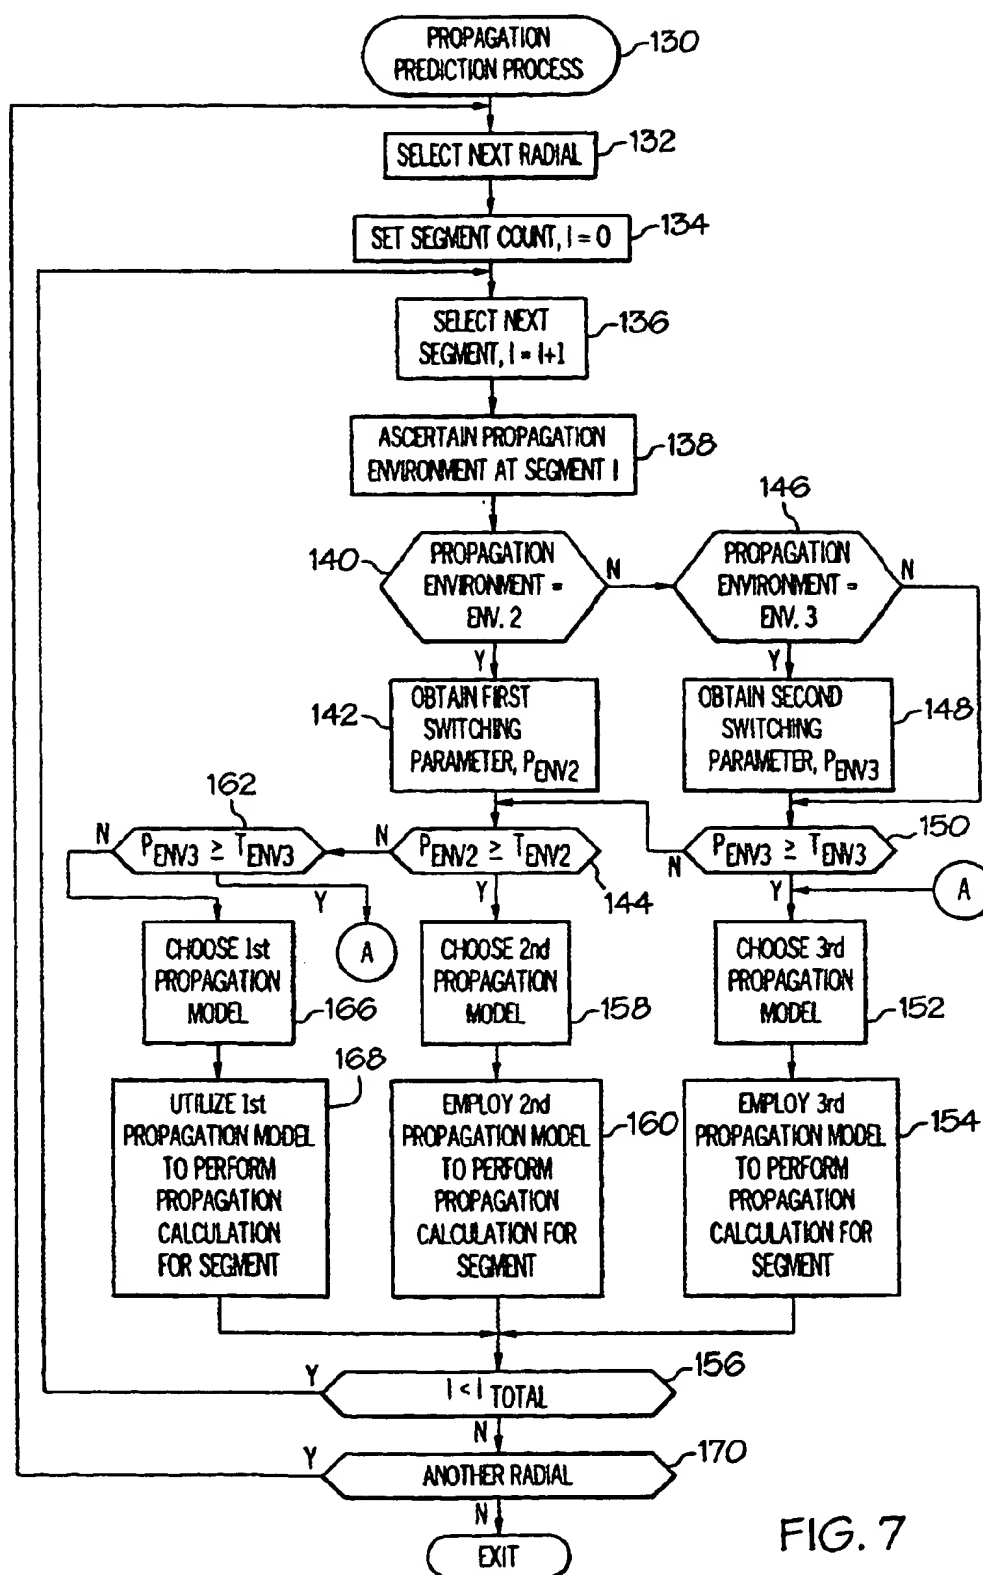 PROPAGATION
PREDICTION PROCESS
130
SELECT NEXT RADIAL
132
SET SEGMENT COUNT, I = 0
134
SELECT NEXT
SEGMENT, I = I+1
136
ASCERTAIN PROPAGATION
ENVIRONMENT AT SEGMENT I
138
140
PROPAGATION
ENVIRONMENT =
ENV. 2
N
Y
146
PROPAGATION
ENVIRONMENT =
ENV. 3
N
Y
142
OBTAIN FIRST
SWITCHING
PARAMETER, PENV2
OBTAIN SECOND
SWITCHING
PARAMETER, PENV3
148
162
N
PENV3 ≥ TENV3
Y
N
PENV2 ≥ TENV2
144
Y
N
PENV3 ≥ TENV3
150
Y
A
A
CHOOSE 1st
PROPAGATION
MODEL
166
CHOOSE 2nd
PROPAGATION
MODEL
158
CHOOSE 3rd
PROPAGATION
MODEL
152
168
UTILIZE 1st
PROPAGATION MODEL
TO PERFORM
PROPAGATION
CALCULATION
FOR SEGMENT
EMPLOY 2nd
PROPAGATION MODEL
TO PERFORM
PROPAGATION
CALCULATION FOR
SEGMENT
160
EMPLOY 3rd
PROPAGATION MODEL
TO PERFORM
PROPAGATION
CALCULATION FOR
SEGMENT
154
Y
I < I TOTAL
156
N
Y
ANOTHER RADIAL
170
N
EXIT
FIG. 7